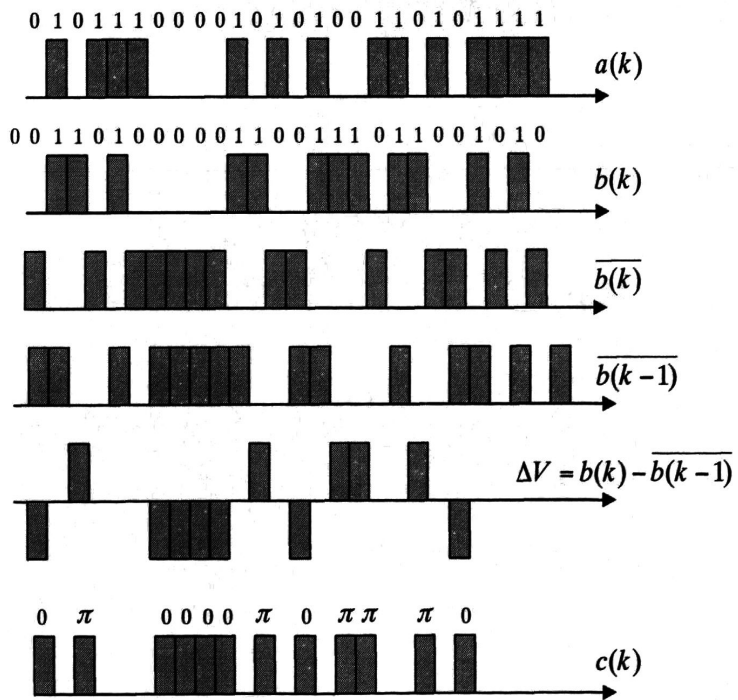 0 1 0 1 1 1 0 0 0 0 1 0 1 0 1 0 0 1 1 0 1 0 1 1 1 1
a(k)
0 0 1 1 0 1 0 0 0 0 0 1 1 0 0 1 1 1 0 1 1 0 0 1 0 1 0
b(k)
b̅(̅k̅)̅
b̅(̅k̅-̅1̅)̅
ΔV = b(k) - b̅(̅k̅-̅1̅)̅
0 π 0 0 0 0 π 0 π π π 0
c(k)